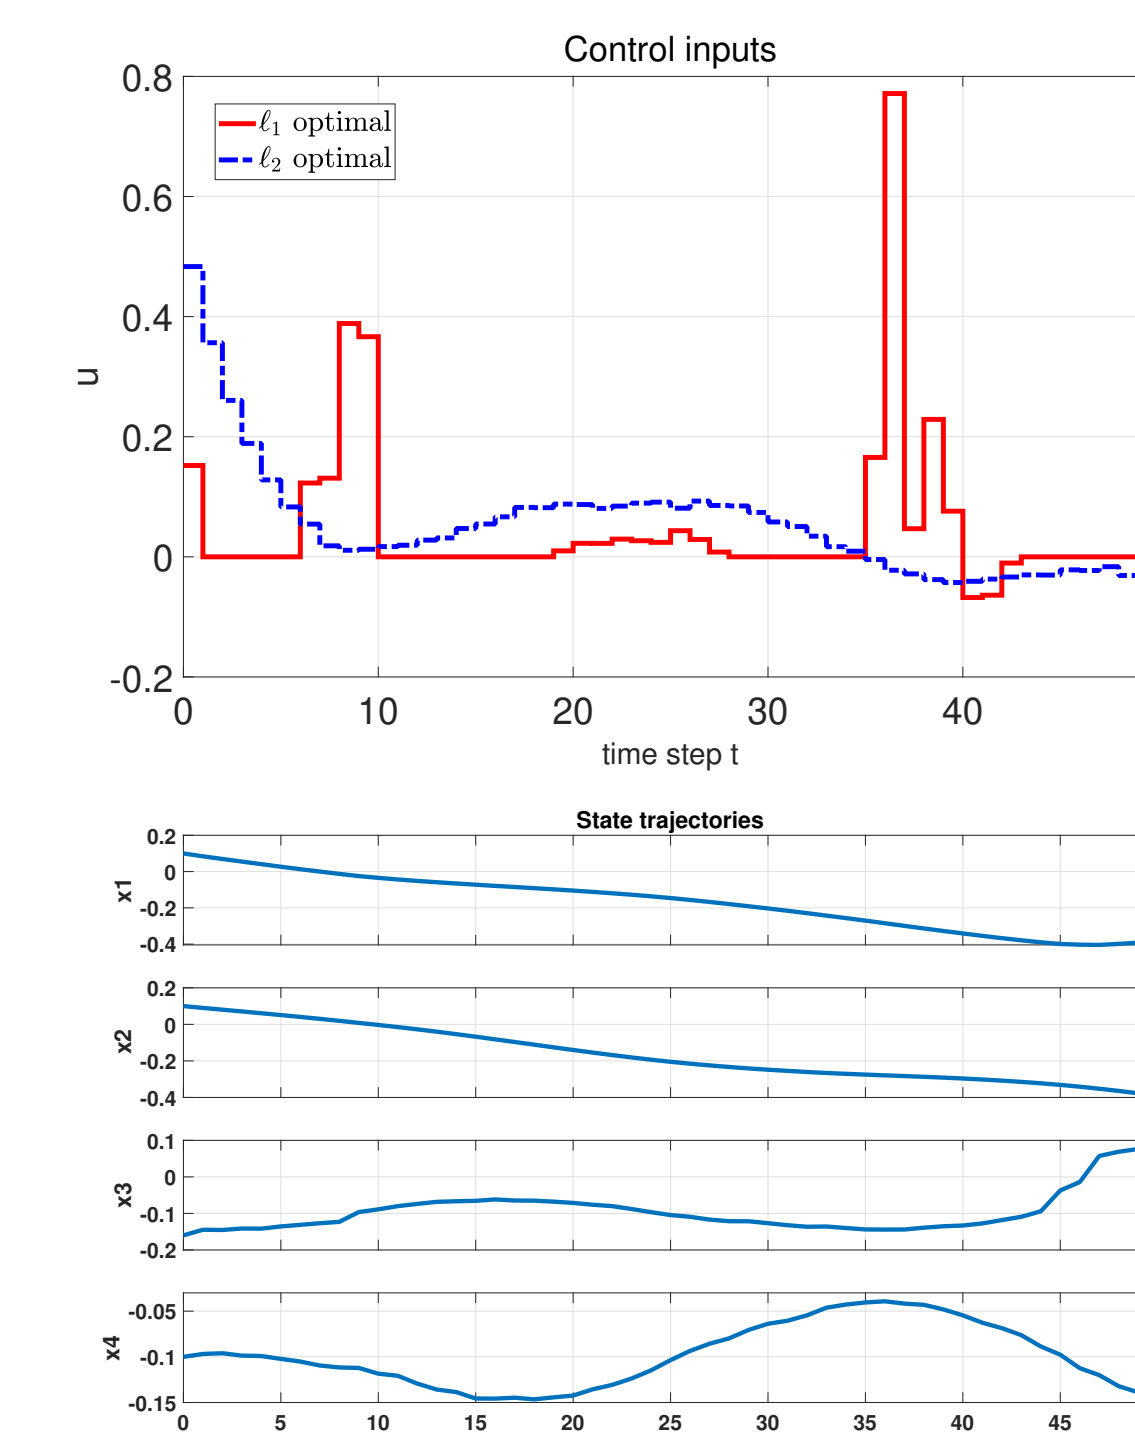 Control inputs
0.8
ℓ1 optimal
ℓ2 optimal
0.6
0.4
u
0.2
0
-0.2
0 10 20 30 40
time step t
State trajectories
0.2
0
x1
-0.2
-0.4
0.2
0
x2
-0.2
-0.4
0.1
0
x3
-0.1
-0.2
-0.05
x4
-0.1
-0.15
0 5 10 15 20 25 30 35 40 45